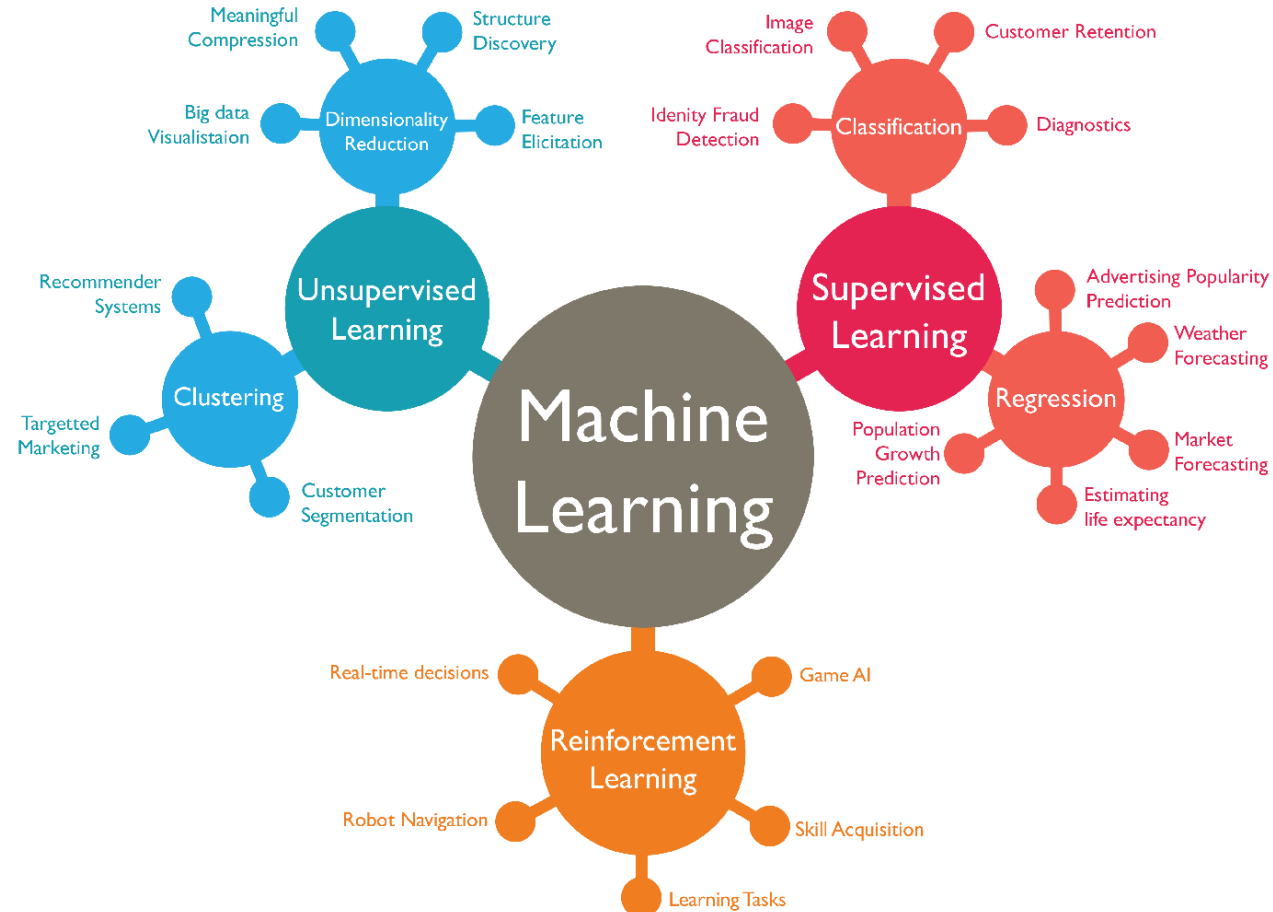 Meaningful
Compression
Structure
Discovery
Big data
Visualistaion
Dimensionality
Reduction
Feature
Elicitation
Image
Classification
Customer Retention
Idenity Fraud
Detection
Classification
Diagnostics
Unsupervised
Learning
Supervised
Learning
Recommender
Systems
Clustering
Targetted
Marketing
Customer
Segmentation
Advertising Popularity
Prediction
Weather
Forecasting
Regression
Population
Growth
Prediction
Market
Forecasting
Estimating
life expectancy
Machine
Learning
Real-time decisions
Game AI
Reinforcement
Learning
Robot Navigation
Skill Acquisition
Learning Tasks